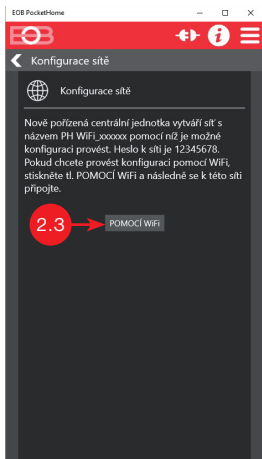 EOB PocketHome
EOB
Konfigurace sítě
Konfigurace sítě
Nově pořízená centrální jednotka vytváří síť s
názvem PH WiFi_xxxxxx pomocí níž je možné
konfiguraci provést. Heslo k síti je 12345678.
Pokud chcete provést konfiguraci pomocí WiFi,
stiskněte tl. POMOCÍ WiFi a následně se k této síti
připojte.
2.3 POMOCÍ WiFi